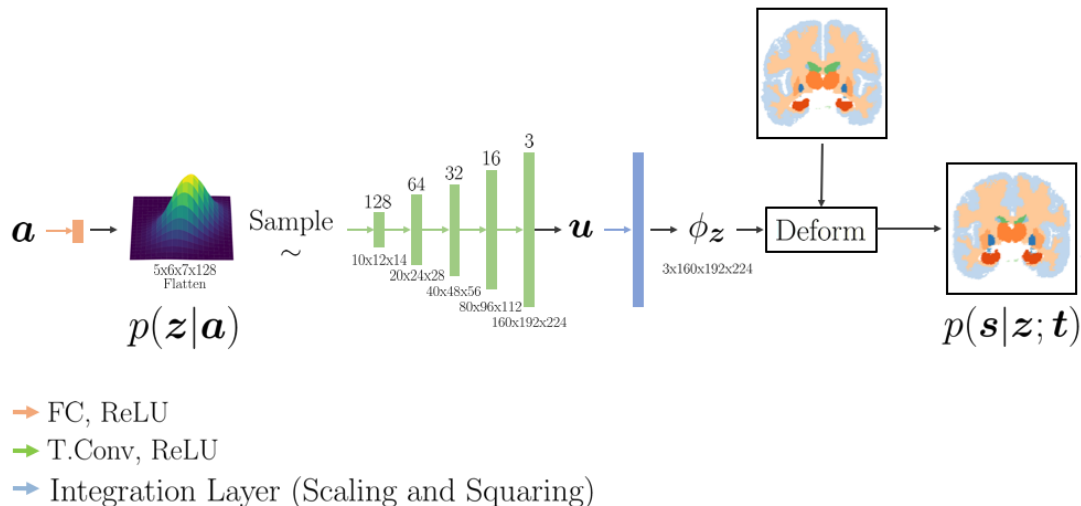 a
5x6x7x128
Flatten
p(z|a)
Sample
~
128
10x12x14
64
20x24x28
32
40x48x56
16
80x96x112
3
160x192x224
u
ϕz
3x160x192x224
Deform
p(s|z; t)
FC, ReLU
T.Conv, ReLU
Integration Layer (Scaling and Squaring)